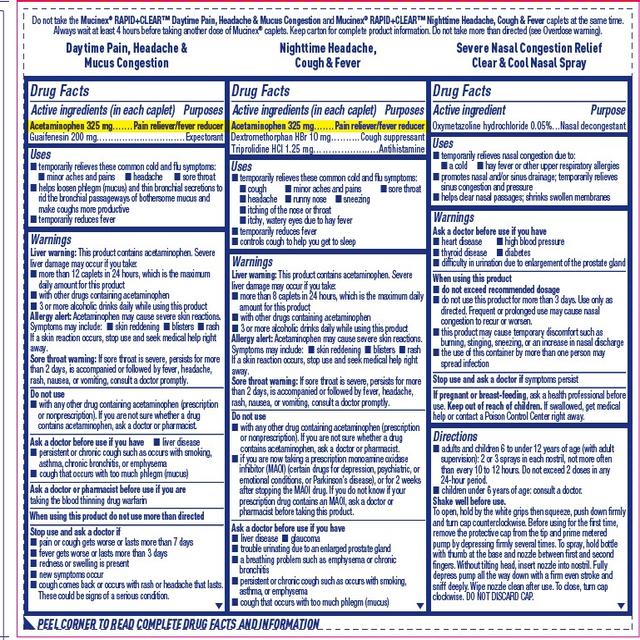 Do not take the Mucinex® RAPID+CLEAR™ Daytime Pain, Headache & Mucus Congestion and Mucinex® RAPID+CLEAR™ Nighttime Headache, Cough & Fever caplets at the same time.
Always wait at least 4 hours before taking another dose of Mucinex® caplets. Keep carton for complete product information. Do not take more than directed (see Overdose warning).
Daytime Pain, Headache &
Mucus Congestion
Drug Facts
Active ingredients (in each caplet) Purposes
Acetaminophen 325 mg.......Pain reliever/fever reducer
Guaifenesin 200 mg...............................Expectorant
Uses
■ temporarily relieves these common cold and flu symptoms:
■ minor aches and pains ■ headache ■ sore throat
■ helps loosen phlegm (mucus) and thin bronchial secretions to
rid the bronchial passageways of bothersome mucus and
make coughs more productive
■ temporarily reduces fever
Warnings
Liver warning: This product contains acetaminophen. Severe
liver damage may occur if you take:
■ more than 12 caplets in 24 hours, which is the maximum
daily amount for this product
■ with other drugs containing acetaminophen
■ 3 or more alcoholic drinks daily while using this product
Allergy alert: Acetaminophen may cause severe skin reactions.
Symptoms may include: ■ skin reddening ■ blisters ■ rash
If a skin reaction occurs, stop use and seek medical help right
away.
Sore throat warning: If sore throat is severe, persists for more
than 2 days, is accompanied or followed by fever, headache,
rash, nausea, or vomiting, consult a doctor promptly.
Do not use
■ with any other drug containing acetaminophen (prescription
or nonprescription). If you are not sure whether a drug
contains acetaminophen, ask a doctor or pharmacist.
Ask a doctor before use if you have ■ liver disease
■ persistent or chronic cough such as occurs with smoking,
asthma, chronic bronchitis, or emphysema
■ cough that occurs with too much phlegm (mucus)
Ask a doctor or pharmacist before use if you are
taking the blood thinning drug warfarin
When using this product do not use more than directed
Stop use and ask a doctor if
■ pain or cough gets worse or lasts more than 7 days
■ fever gets worse or lasts more than 3 days
■ redness or swelling is present
■ new symptoms occur
■ cough comes back or occurs with rash or headache that lasts.
These could be signs of a serious condition.
Nighttime Headache,
Cough & Fever
Drug Facts
Active ingredients (in each caplet) Purposes
Acetaminophen 325 mg......Pain reliever/fever reducer
Dextromethorphan HBr 10 mg..........Cough suppressant
Triprolidine HCl 1.25 mg.......................Antihistamine
Uses
■ temporarily relieves these common cold and flu symptoms:
■ cough ■ minor aches and pains ■ sore throat
■ headache ■ runny nose ■ sneezing
■ itching of the nose or throat
■ itchy, watery eyes due to hay fever
■ temporarily reduces fever
■ controls cough to help you get to sleep
Warnings
Liver warning: This product contains acetaminophen. Severe
liver damage may occur if you take:
■ more than 8 caplets in 24 hours, which is the maximum daily
amount for this product
■ with other drugs containing acetaminophen
■ 3 or more alcoholic drinks daily while using this product
Allergy alert: Acetaminophen may cause severe skin reactions.
Symptoms may include: ■ skin reddening ■ blisters ■ rash
If a skin reaction occurs, stop use and seek medical help right
away.
Sore throat warning: If sore throat is severe, persists for more
than 2 days, is accompanied or followed by fever, headache,
rash, nausea, or vomiting, consult a doctor promptly.
Do not use
■ with any other drug containing acetaminophen (prescription
or nonprescription). If you are not sure whether a drug
contains acetaminophen, ask a doctor or pharmacist.
■ if you are now taking a prescription monoamine oxidase
inhibitor (MAOI) (certain drugs for depression, psychiatric, or
emotional conditions, or Parkinson's disease), or for 2 weeks
after stopping the MAOI drug. If you do not know if your
prescription drug contains an MAOI, ask a doctor or
pharmacist before taking this product.
Ask a doctor before use if you have
■ liver disease ■ glaucoma
■ trouble urinating due to an enlarged prostate gland
■ a breathing problem such as emphysema or chronic
bronchitis
■ persistent or chronic cough such as occurs with smoking,
asthma, or emphysema
■ cough that occurs with too much phlegm (mucus)
Severe Nasal Congestion Relief
Clear & Cool Nasal Spray
Drug Facts
Active ingredient Purpose
Oxymetazoline hydrochloride 0.05%...Nasal decongestant
Uses
■ temporarily relieves nasal congestion due to:
■ a cold ■ hay fever or other upper respiratory allergies
■ promotes nasal and/or sinus drainage; temporarily relieves
sinus congestion and pressure
■ helps clear nasal passages; shrinks swollen membranes
Warnings
Ask a doctor before use if you have
■ heart disease ■ high blood pressure
■ thyroid disease ■ diabetes
■ difficulty in urination due to enlargement of the prostate gland
When using this product
■ do not exceed recommended dosage
■ do not use this product for more than 3 days. Use only as
directed. Frequent or prolonged use may cause nasal
congestion to recur or worsen.
■ this product may cause temporary discomfort such as
burning, stinging, sneezing, or an increase in nasal discharge
■ the use of this container by more than one person may
spread infection
Stop use and ask a doctor if symptoms persist
If pregnant or breast-feeding, ask a health professional before
use. Keep out of reach of children. If swallowed, get medical
help or contact a Poison Control Center right away.
Directions
■ adults and children 6 to under 12 years of age (with adult
supervision): 2 or 3 sprays in each nostril, not more often
than every 10 to 12 hours. Do not exceed 2 doses in any
24-hour period.
■ children under 6 years of age: consult a doctor.
Shake well before use.
To open, hold by the white grips then squeeze, push down firmly
and turn cap counterclockwise. Before using for the first time,
remove the protective cap from the tip and prime metered
pump by depressing firmly several times. To spray, hold bottle
with thumb at the base and nozzle between first and second
fingers. Without tilting head, insert nozzle into nostril. Fully
depress pump all the way down with a firm even stroke and
sniff deeply. Wipe nozzle clean after use. To close, turn cap
clockwise. DO NOT DISCARD CAP.
PEEL CORNER TO READ COMPLETE DRUG FACTS AND INFORMATION